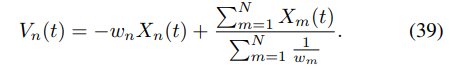 V_n(t) = -w_n X_n(t) + \frac{\sum_{m=1}^{N} X_m(t)}{\sum_{m=1}^{N} \frac{1}{w_m}}. (39)